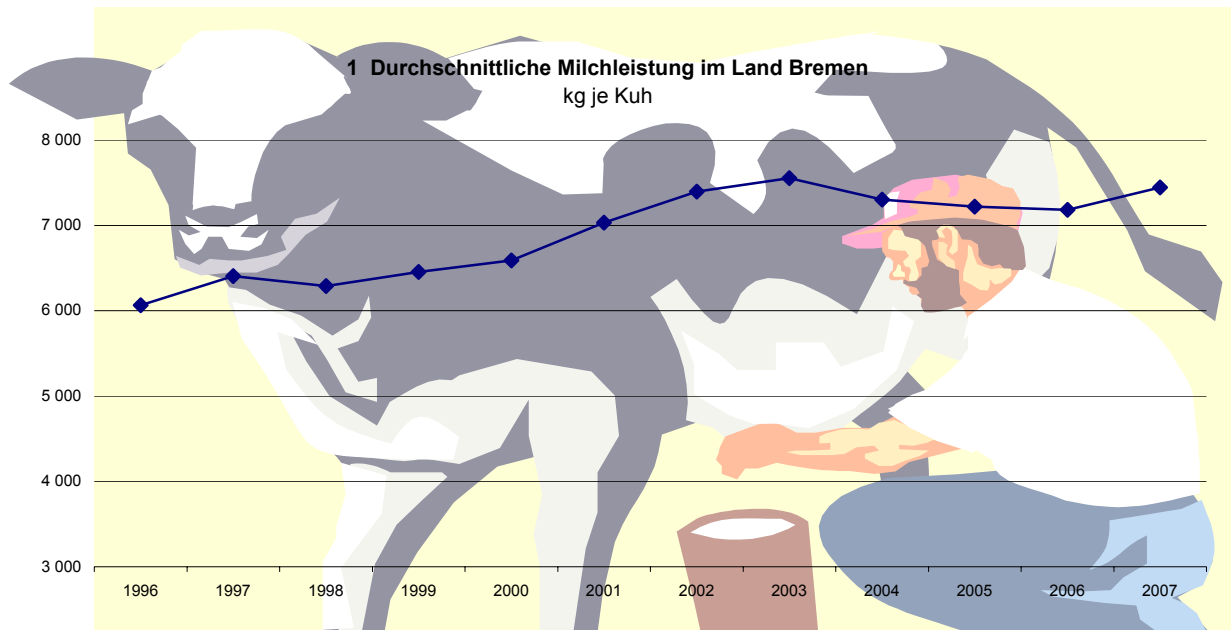 1 Durchschnittliche Milchleistung im Land Bremen
kg je Kuh
8 000
7 000
6 000
5 000
4 000
3 000
1996 1997 1998 1999 2000 2001 2002 2003 2004 2005 2006 2007